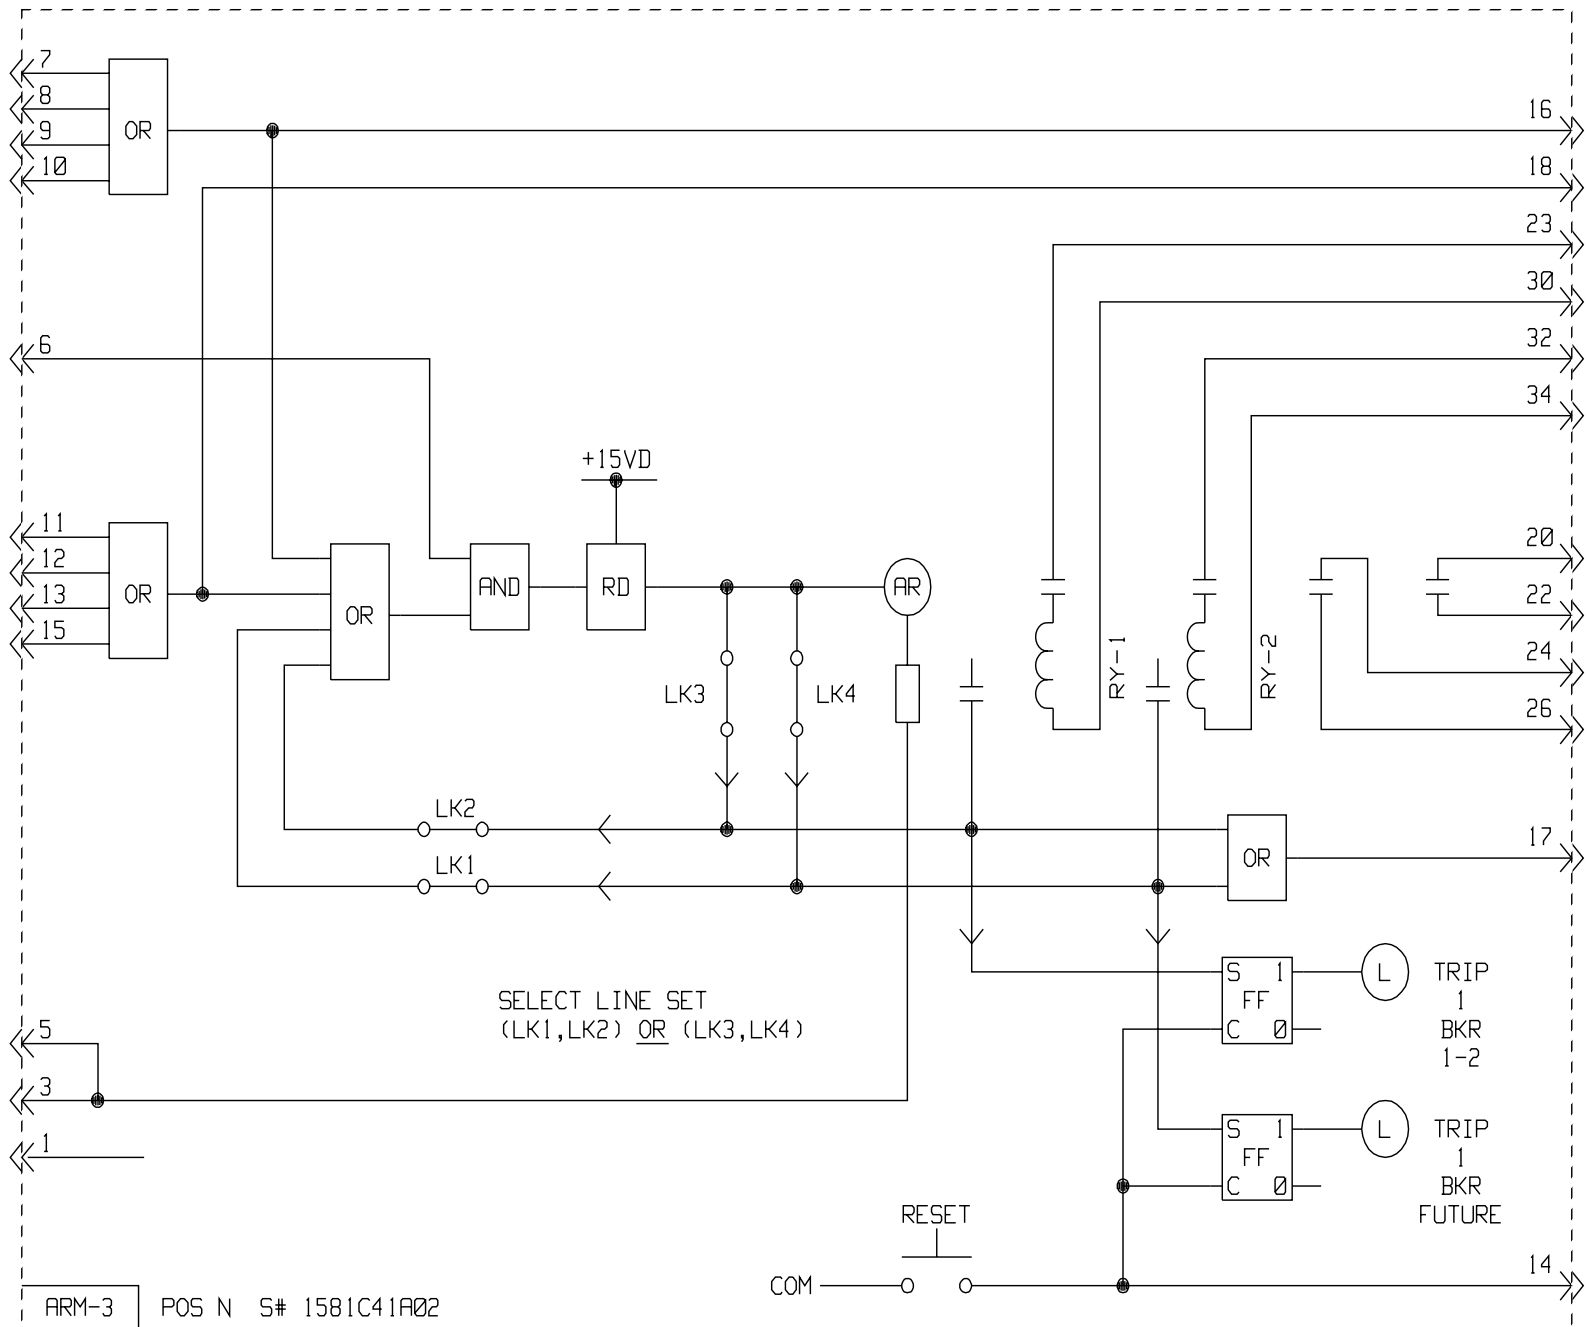 7
8
9
10
OR
16
18
23
30
6
32
34
+15VD
11
12
13
15
OR
OR
AND
RD
AR
20
22
24
26
RY-1
RY-2
LK3
LK4
LK2
LK1
OR
17
SELECT LINE SET
(LK1,LK2) OR (LK3,LK4)
S 1
FF
C 0
L
TRIP
1
BKR
1-2
5
3
1
S 1
FF
C 0
L
TRIP
1
BKR
FUTURE
RESET
COM
14
ARM-3
POS N S# 1581C41A02